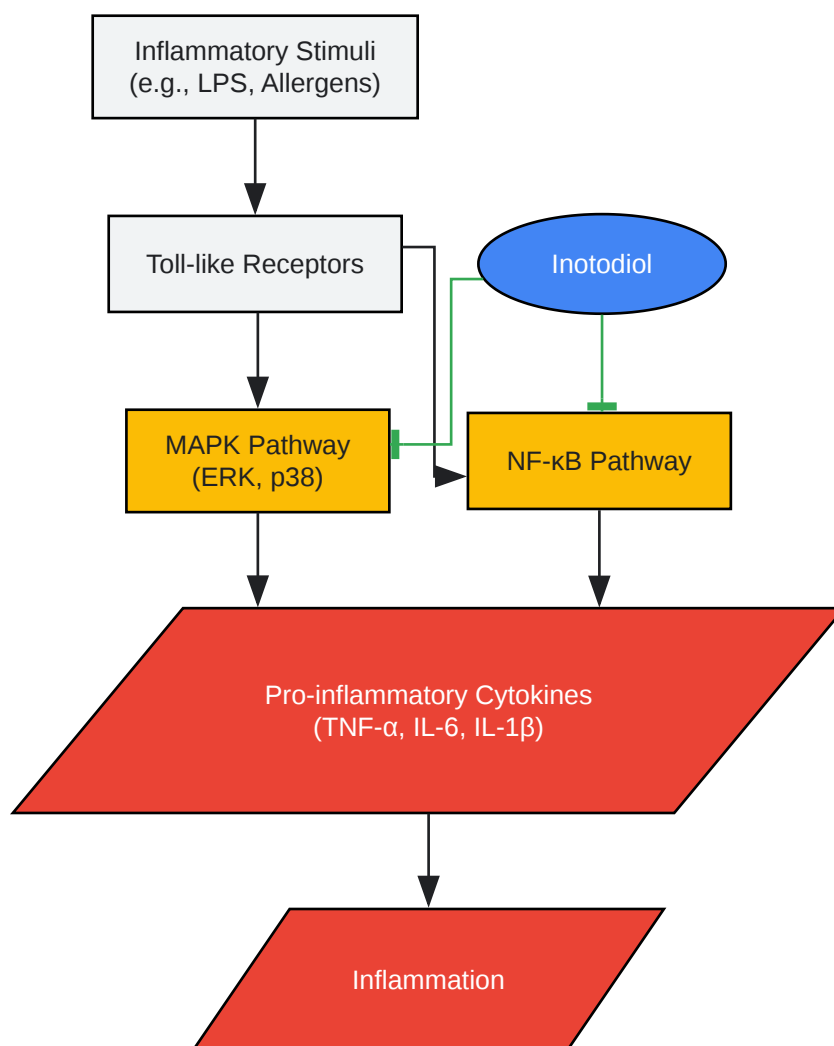 Inflammatory Stimuli
(e.g., LPS, Allergens)
Toll-like Receptors
Inotodiol
MAPK Pathway
(ERK, p38)
NF-κB Pathway
Pro-inflammatory Cytokines
(TNF-α, IL-6, IL-1β)
Inflammation